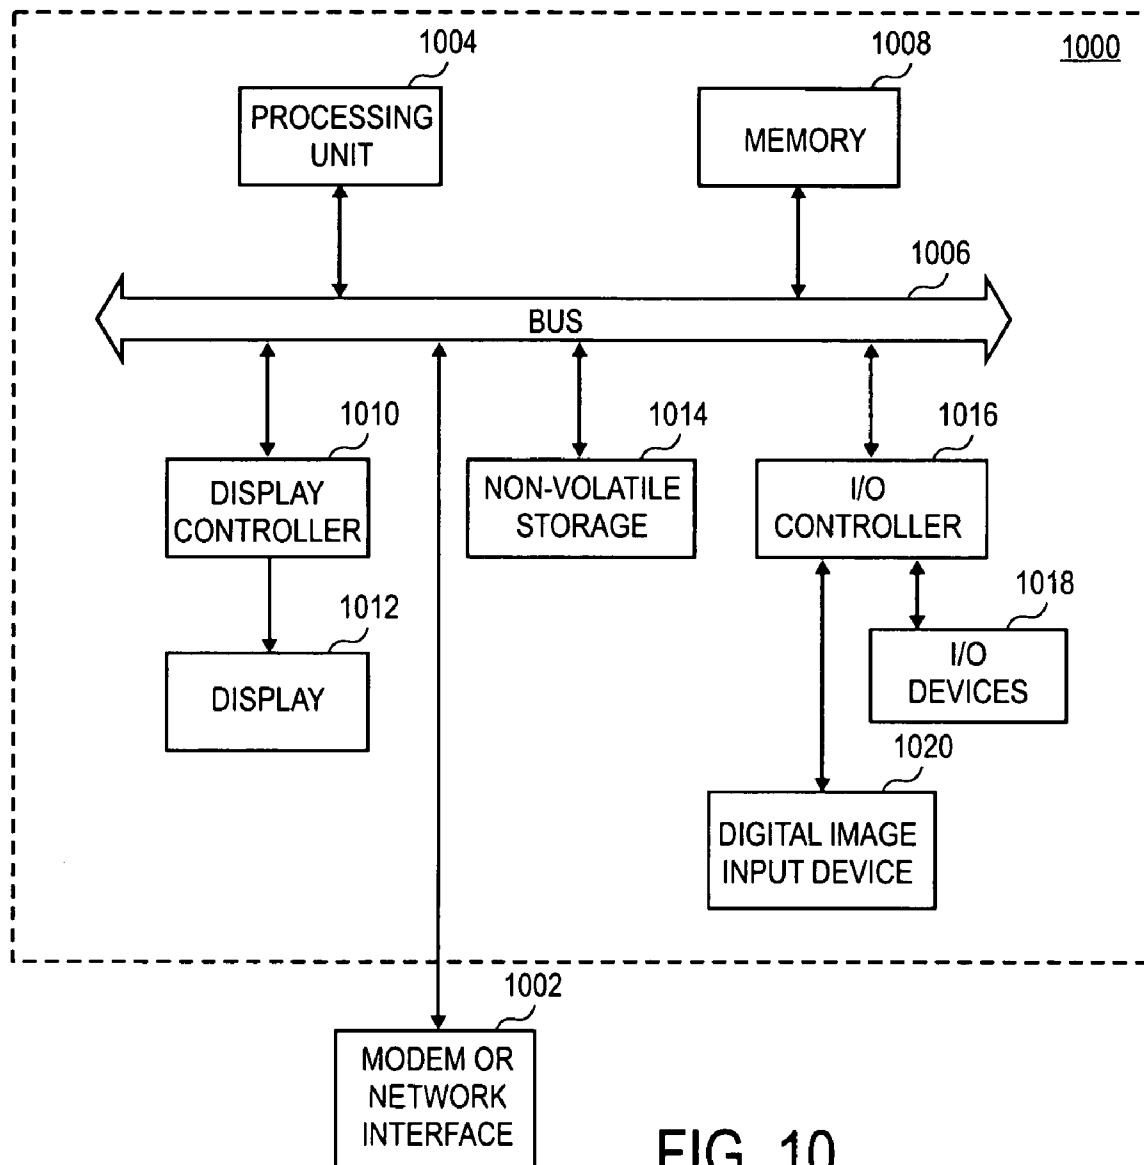 1004
1008
1000
PROCESSING
UNIT
MEMORY
1006
BUS
1010
1014
1016
DISPLAY
CONTROLLER
NON-VOLATILE
STORAGE
I/O
CONTROLLER
1012
1018
DISPLAY
I/O
DEVICES
1020
DIGITAL IMAGE
INPUT DEVICE
1002
MODEM OR
NETWORK
INTERFACE
FIG. 10